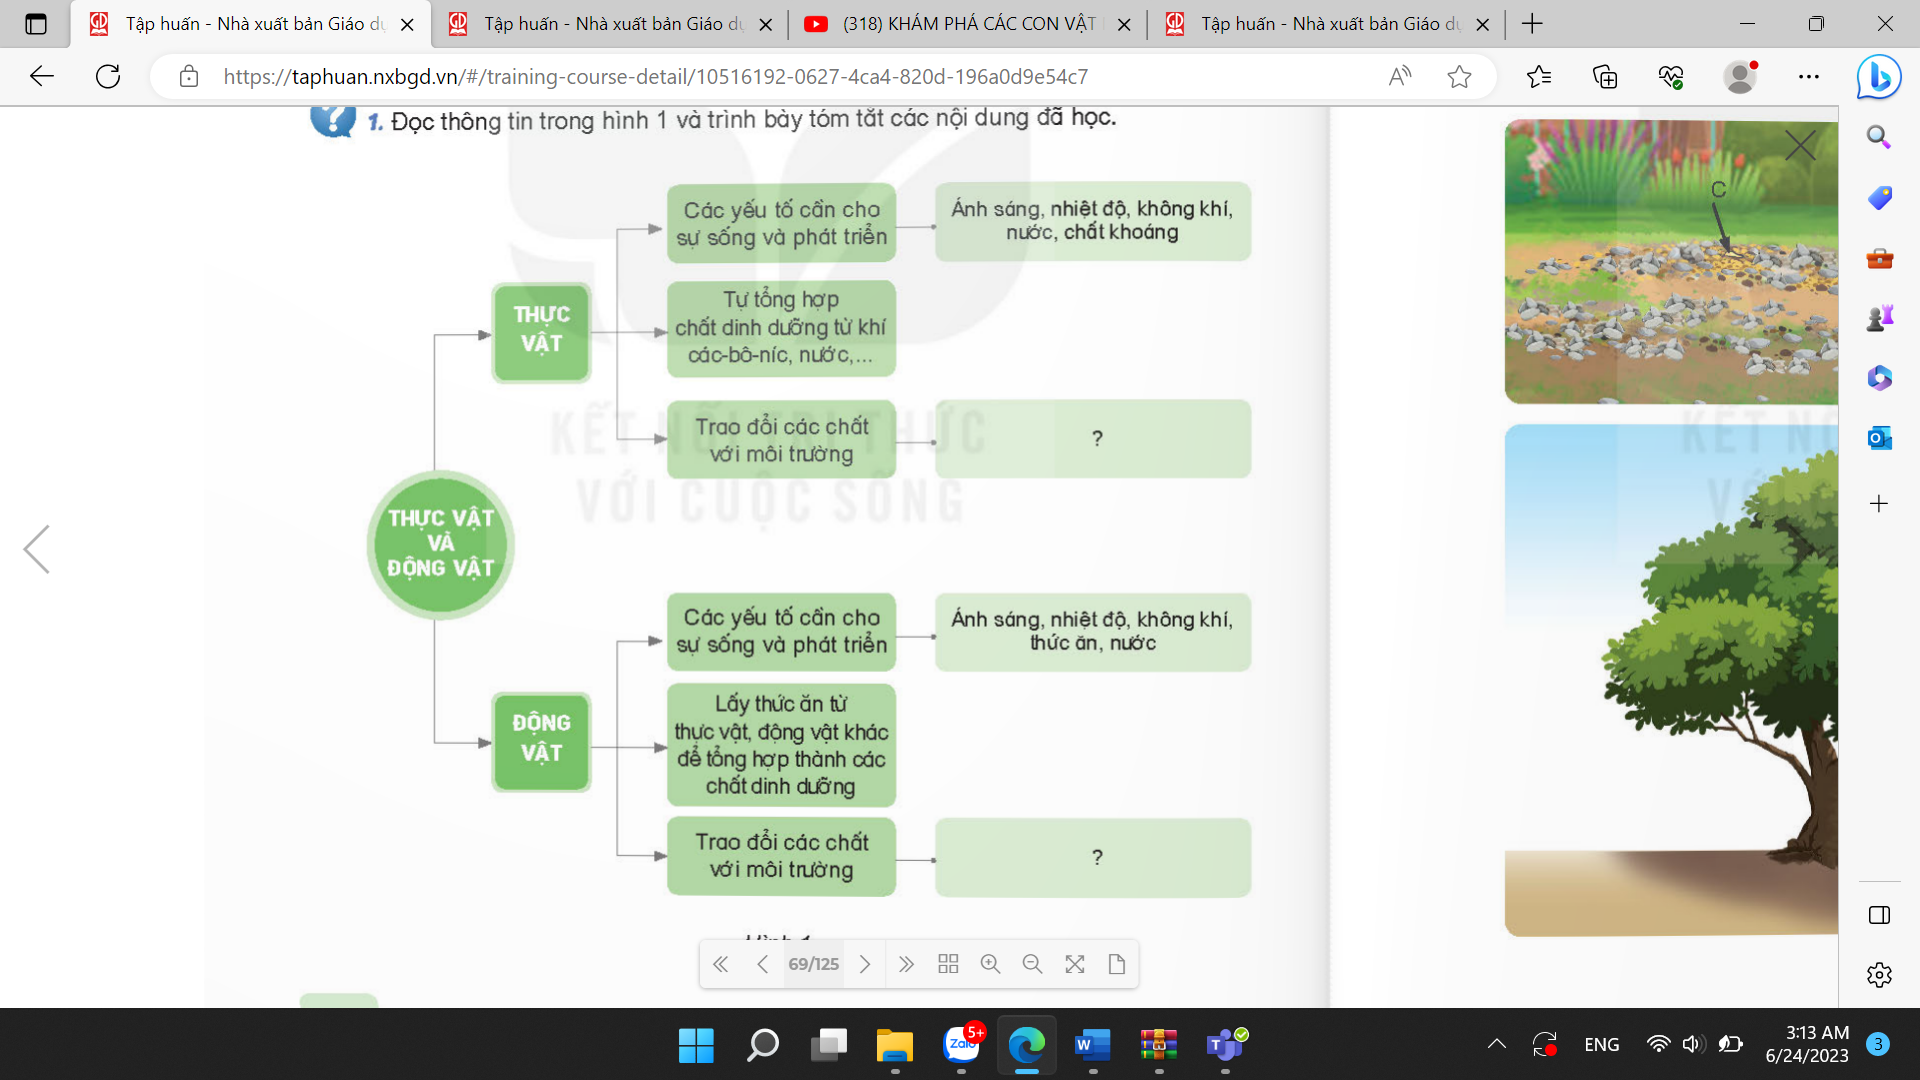 Tập huấn - Nhà xuất bản Giáo dụ
Tập huấn - Nhà xuất bản Giáo dụ
(318) KHÁM PHÁ CÁC CON VẬT
Tập huấn - Nhà xuất bản Giáo dụ
https://taphuan.nxbgd.vn/#/training-course-detail/10516192-0627-4ca4-820d-196a0d9e54c7
1. Đọc thông tin trong hình 1 và trình bày tóm tắt các nội dung đã học.
Các yếu tố cần cho
sự sống và phát triển
Ánh sáng, nhiệt độ, không khí,
nước, chất khoáng
THỰC
VẬT
Tự tổng hợp
chất dinh dưỡng từ khí
các-bô-níc, nước,...
Trao đổi các chất
với môi trường
?
KẾT NỐI TRI THỨC
VỚI CUỘC SỐNG
THỰC VẬT
VÀ
ĐỘNG VẬT
Các yếu tố cần cho
sự sống và phát triển
Ánh sáng, nhiệt độ, không khí,
thức ăn, nước
ĐỘNG
VẬT
Lấy thức ăn từ
thực vật, động vật khác
để tổng hợp thành các
chất dinh dưỡng
Trao đổi các chất
với môi trường
?
C
KẾT NỐ
69/125
Zalo
5+
ENG
3:13 AM
6/24/2023
3